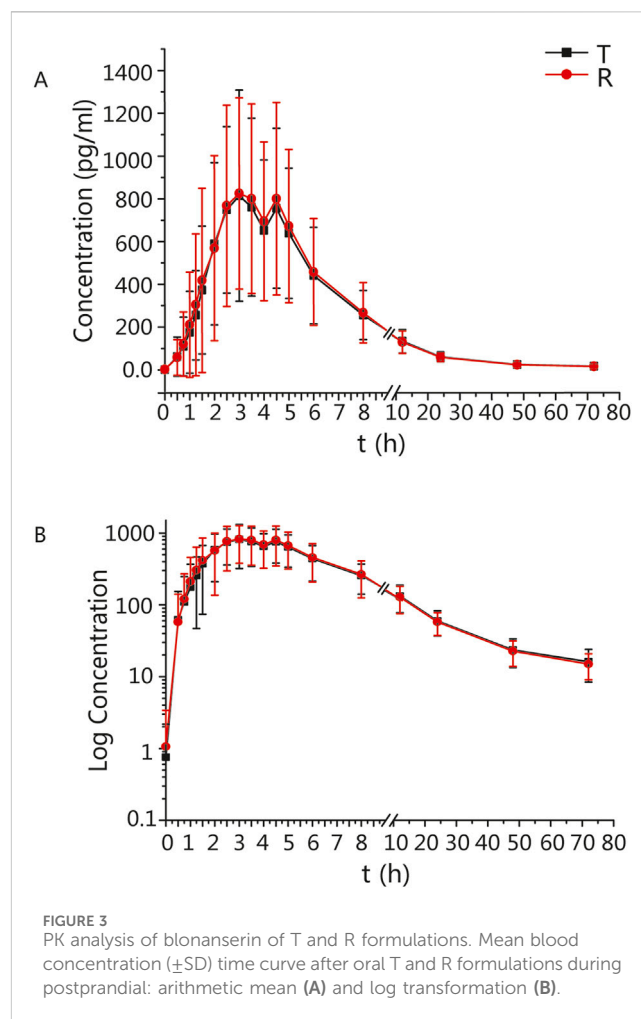 A
T
R
Concentration (pg/ml)
1400
1200
1000
800
600
400
200
0.0
0 1 2 3 4 5 6 7 8 10 20 30 40 50 60 70 80
t (h)
B
Log Concentration
1000
100
10
1
0.1
0 1 2 3 4 5 6 7 8 10 20 30 40 50 60 70 80
t (h)
FIGURE 3
PK analysis of blonanserin of T and R formulations. Mean blood
concentration (±SD) time curve after oral T and R formulations during
postprandial: arithmetic mean (A) and log transformation (B).